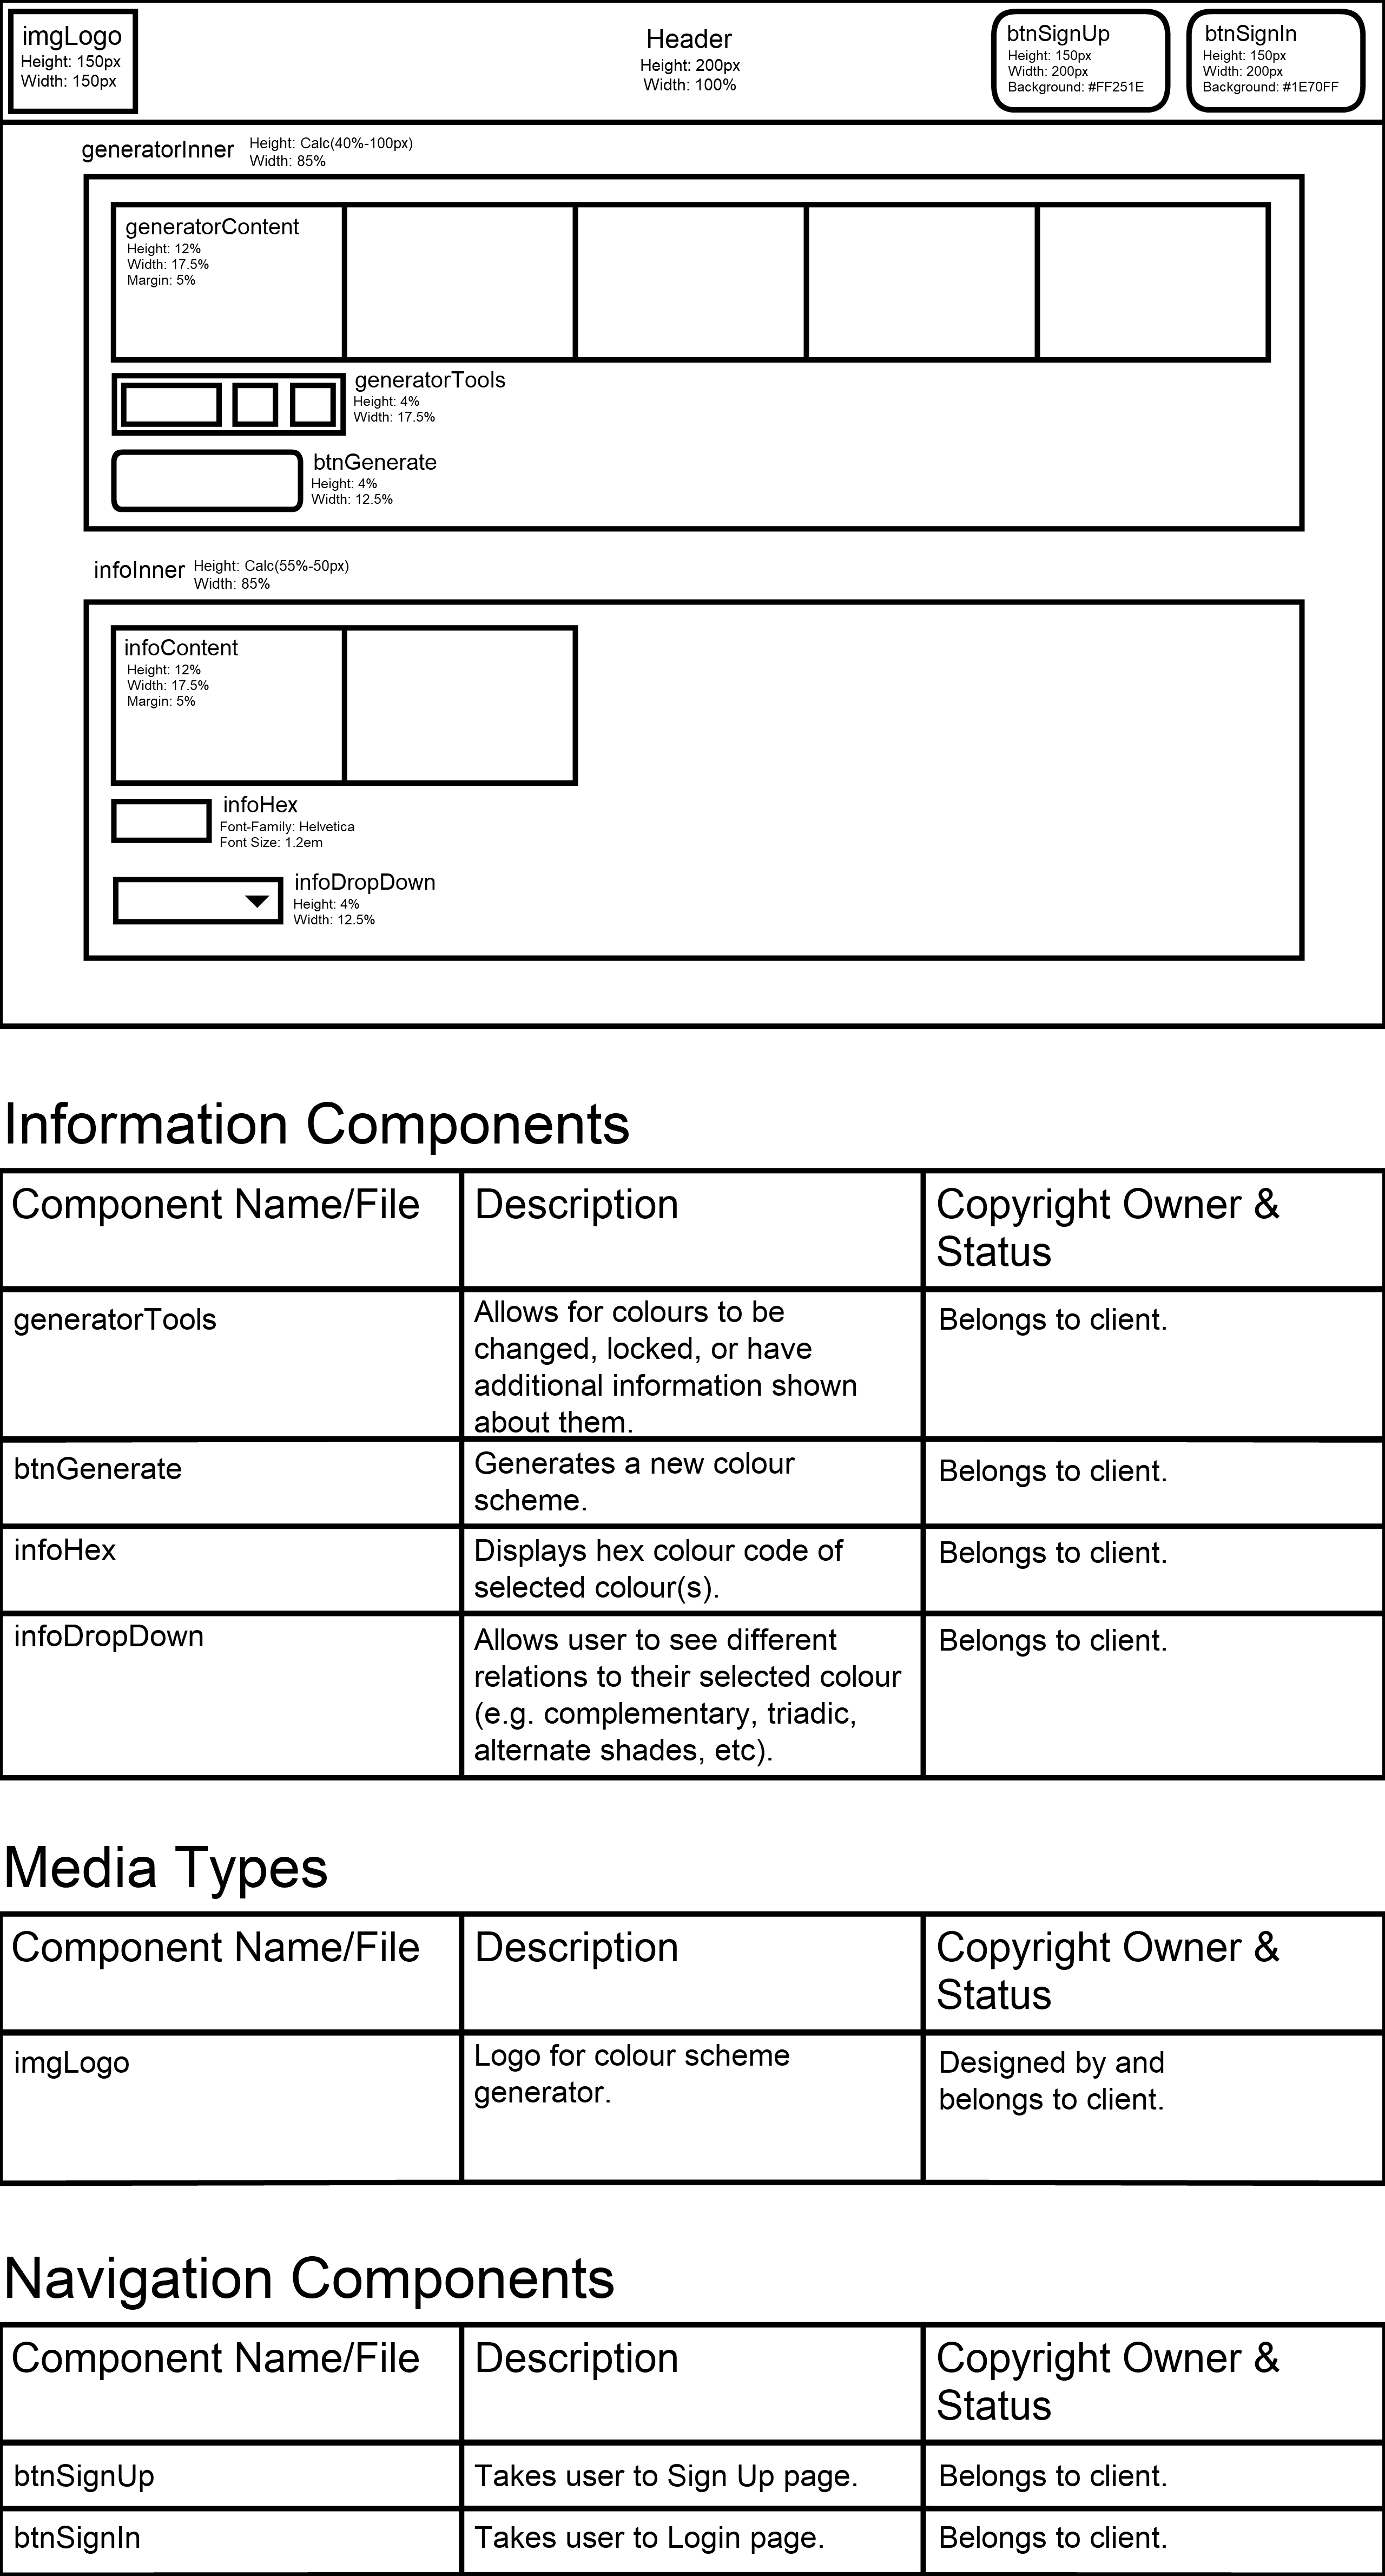 imgLogo
Height: 150px
Width: 150px
Header
Height: 200px
Width: 100%
btnSignUp
Height: 150px
Width: 200px
Background: #FF251E
btnSignIn
Height: 150px
Width: 200px
Background: #1E70FF
generatorInner
Height: Calc(40%-100px)
Width: 85%
generatorContent
Height: 12%
Width: 17.5%
Margin: 5%
generatorTools
Height: 4%
Width: 17.5%
btnGenerate
Height: 4%
Width: 12.5%
infoInner
Height: Calc(55%-50px)
Width: 85%
infoContent
Height: 12%
Width: 17.5%
Margin: 5%
infoHex
Font-Family: Helvetica
Font Size: 1.2em
infoDropDown
Height: 4%
Width: 12.5%
Information Components
Component Name/File
Description
Copyright Owner &
Status
generatorTools
Allows for colours to be
changed, locked, or have
additional information shown
about them.
Belongs to client.
btnGenerate
Generates a new colour
scheme.
Belongs to client.
infoHex
Displays hex colour code of
selected colour(s).
Belongs to client.
infoDropDown
Allows user to see different
relations to their selected colour
(e.g. complementary, triadic,
alternate shades, etc).
Belongs to client.
Media Types
Component Name/File
Description
Copyright Owner &
Status
imgLogo
Logo for colour scheme
generator.
Designed by and
belongs to client.
Navigation Components
Component Name/File
Description
Copyright Owner &
Status
btnSignUp
Takes user to Sign Up page.
Belongs to client.
btnSignIn
Takes user to Login page.
Belongs to client.